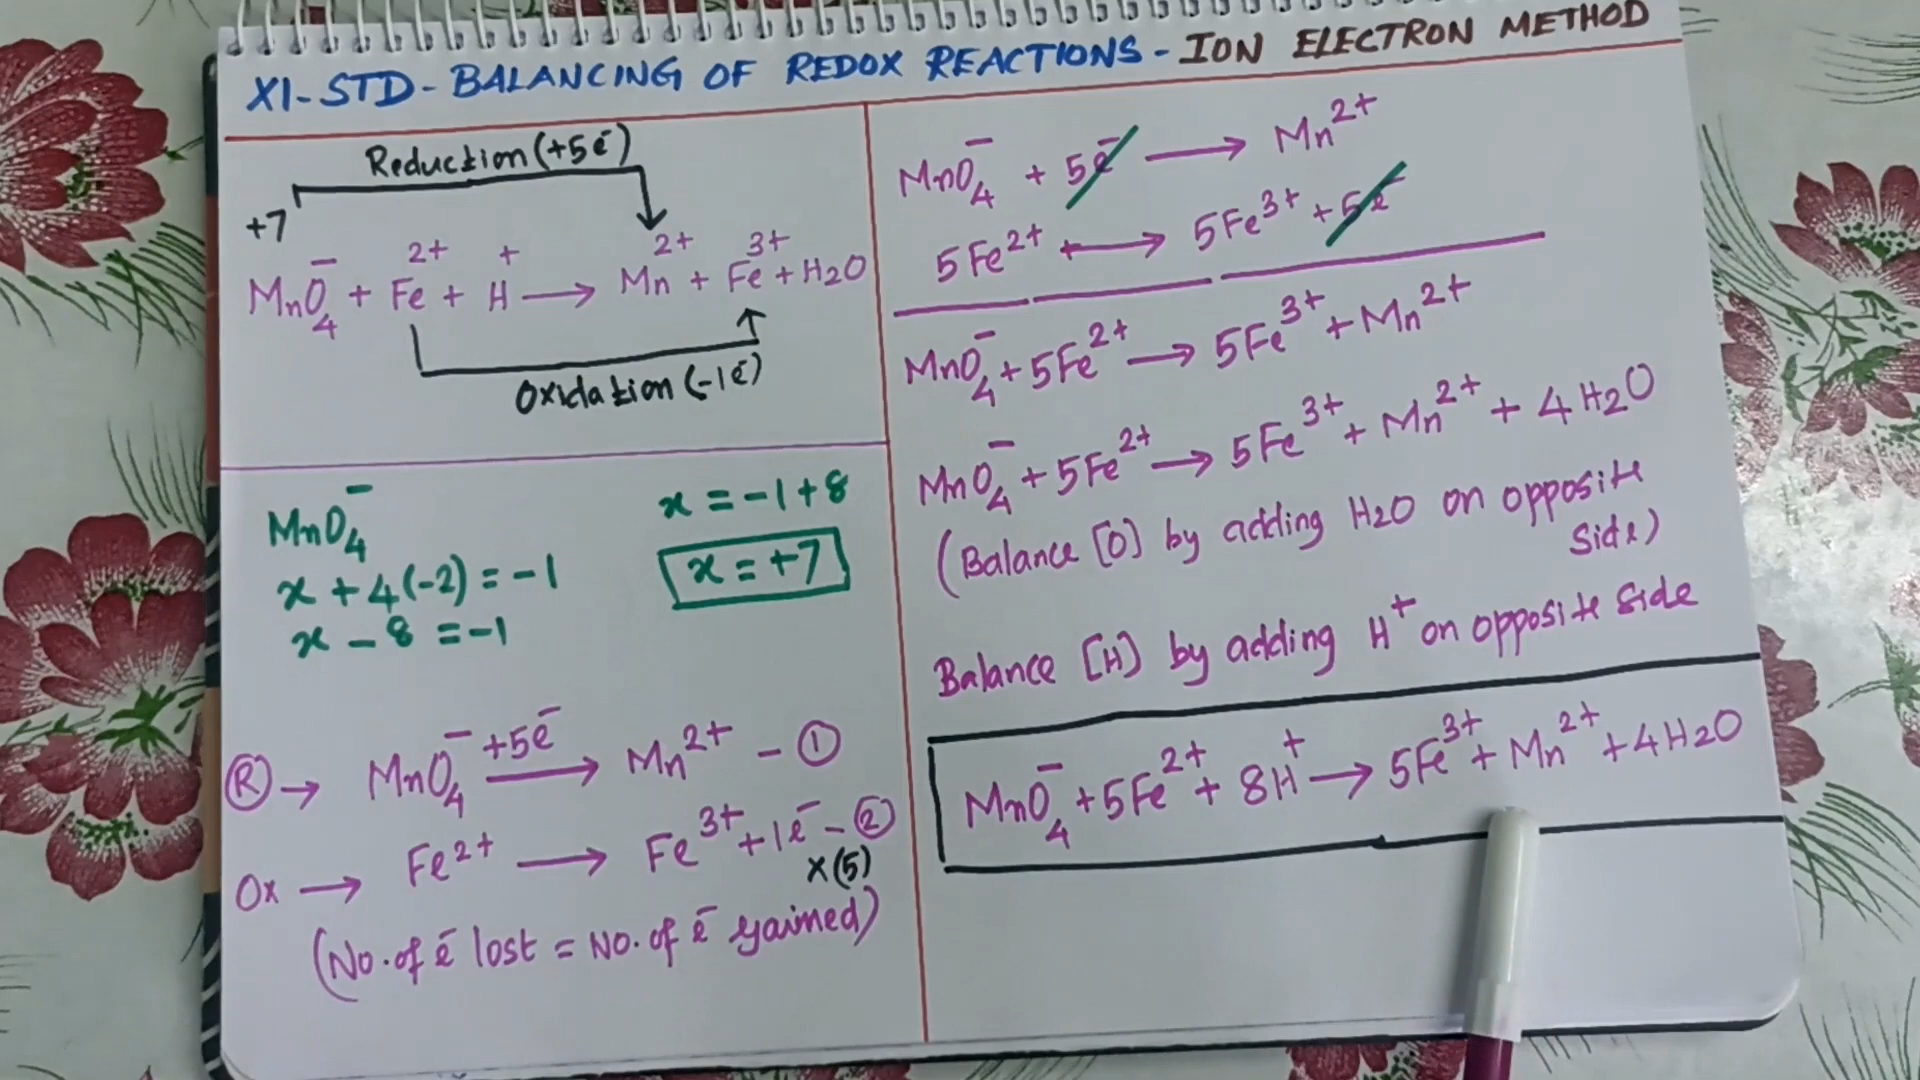 XI-STD-BALANCING OF REDOX REACTIONS - ION ELECTRON METHOD
Reduction (+5e⁻)
+7
MnO₄⁻ + Fe²⁺ + H⁺ → Mn²⁺ + Fe³⁺ + H2O
Oxidation (-1e⁻)
MnO₄⁻
x + 4(-2) = -1
x - 8 = -1
x = -1+8
x = +7
Ⓡ → MnO₄⁻ +5e⁻ → Mn²⁺ - ①
Ox → Fe²⁺ → Fe³⁺ + 1e⁻ - ②
x(5)
(No. of e⁻ lost = No. of e⁻ gained)
MnO₄⁻ + 5e⁻ → Mn²⁺
5Fe²⁺ → 5Fe³⁺ + 5e⁻
MnO₄⁻ + 5Fe²⁺ → 5Fe³⁺ + Mn²⁺
MnO₄⁻ + 5Fe²⁺ → 5Fe³⁺ + Mn²⁺ + 4H2O
(Balance [O] by adding H2O on opposite
side)
Balance [H] by adding H⁺ on opposite side
MnO₄⁻ + 5Fe²⁺ + 8H⁺ → 5Fe³⁺ + Mn²⁺ + 4H2O